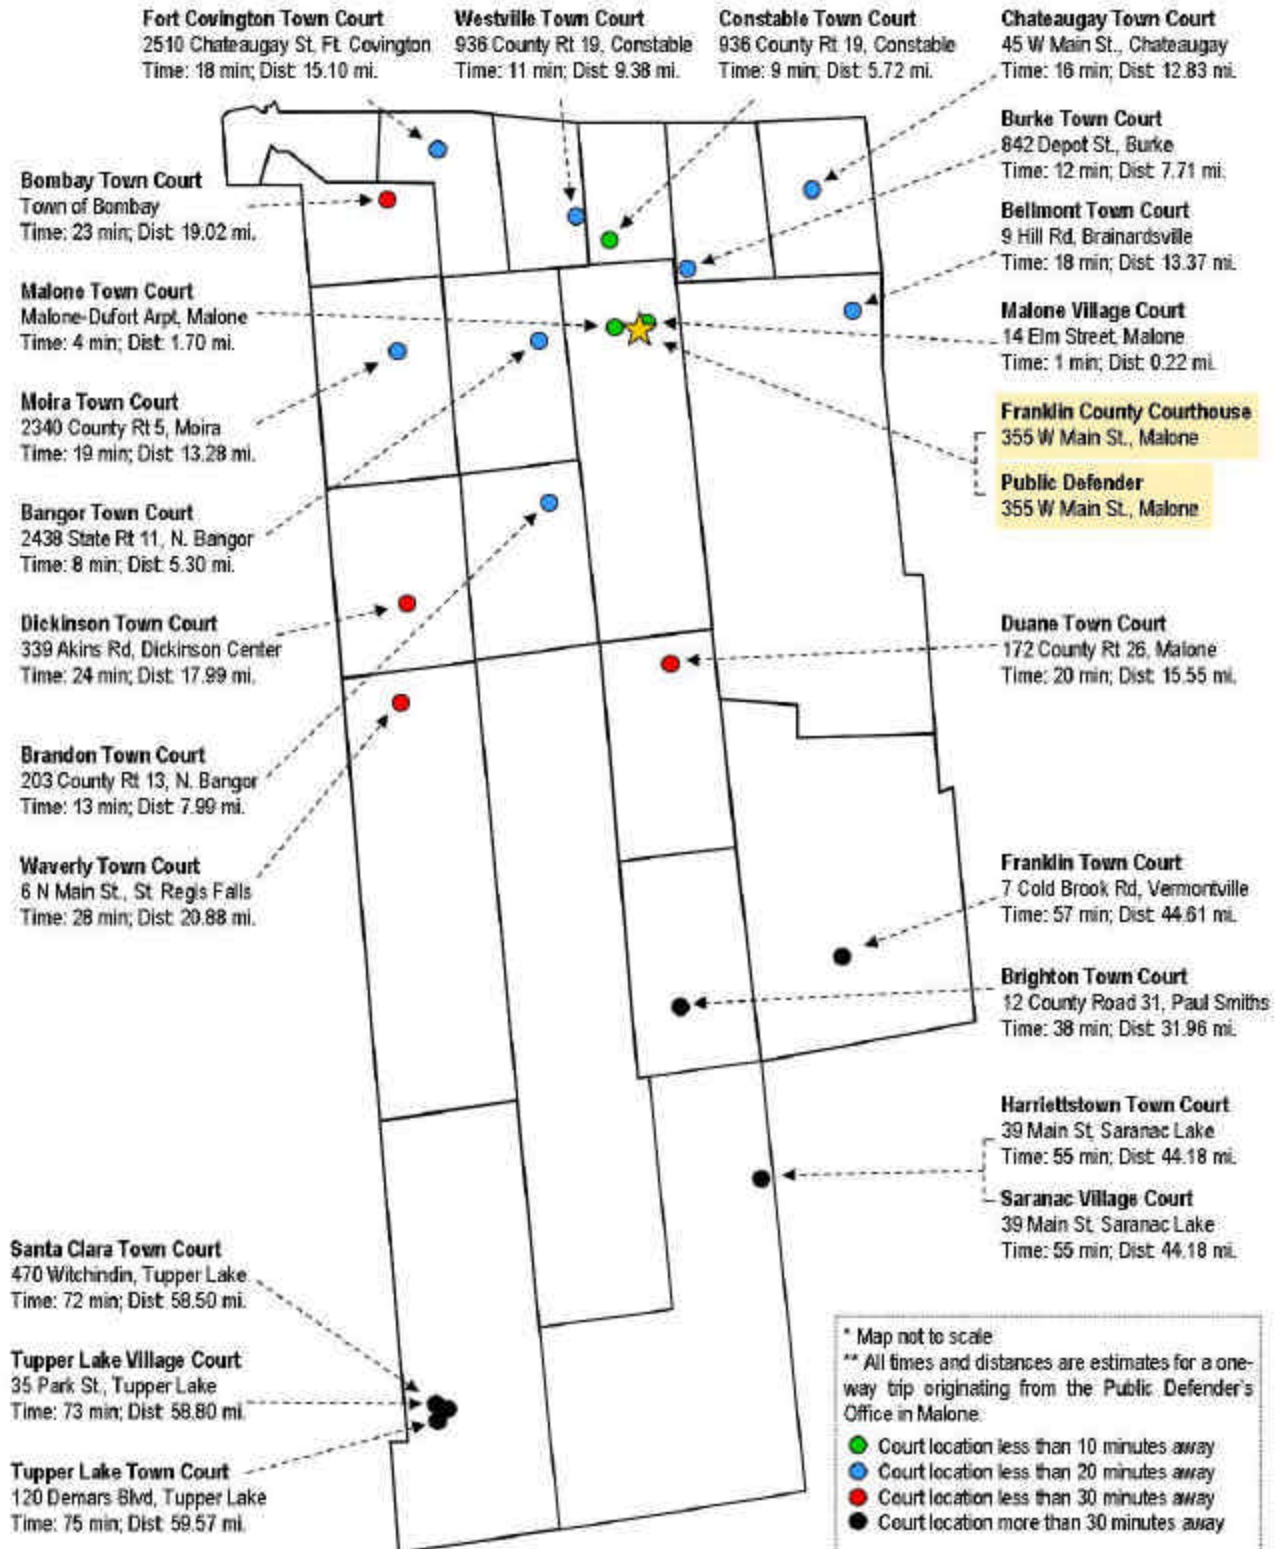 Fort Covington Town Court
2510 Chateaugay St, Ft. Covington
Time: 18 min; Dist: 15.10 mi.
Westville Town Court
936 County Rt 19, Constable
Time: 11 min; Dist: 9.38 mi.
Constable Town Court
936 County Rt 19, Constable
Time: 9 min; Dist: 5.72 mi.
Chateaugay Town Court
45 W Main St., Chateaugay
Time: 16 min; Dist: 12.83 mi.
Burke Town Court
842 Depot St., Burke
Time: 12 min; Dist: 7.71 mi.
Bombay Town Court
Town of Bombay
Time: 23 min; Dist: 19.02 mi.
Bellmont Town Court
9 Hill Rd, Brainardsville
Time: 18 min; Dist: 13.37 mi.
Malone Town Court
Malone-Dufort Arpt, Malone
Time: 4 min; Dist: 1.70 mi.
Malone Village Court
14 Elm Street, Malone
Time: 1 min; Dist: 0.22 mi.
Moira Town Court
2340 County Rt 5, Moira
Time: 19 min; Dist: 13.28 mi.
Franklin County Courthouse
355 W Main St., Malone
Public Defender
355 W Main St., Malone
Bangor Town Court
2438 State Rt 11, N. Bangor
Time: 8 min; Dist: 5.30 mi.
Dickinson Town Court
339 Akins Rd, Dickinson Center
Time: 24 min; Dist: 17.99 mi.
Duane Town Court
172 County Rt 26, Malone
Time: 20 min; Dist: 15.55 mi.
Brandon Town Court
203 County Rt 13, N. Bangor
Time: 13 min; Dist: 7.99 mi.
Waverly Town Court
6 N Main St., St. Regis Falls
Time: 28 min; Dist: 20.88 mi.
Franklin Town Court
7 Cold Brook Rd, Vermontville
Time: 57 min; Dist: 44.61 mi.
Brighton Town Court
12 County Road 31, Paul Smiths
Time: 38 min; Dist: 31.96 mi.
Harriettstown Town Court
39 Main St, Saranac Lake
Time: 55 min; Dist: 44.18 mi.
Saranac Village Court
39 Main St, Saranac Lake
Time: 55 min; Dist: 44.18 mi.
Santa Clara Town Court
470 Witchindin, Tupper Lake
Time: 72 min; Dist: 58.50 mi.
Tupper Lake Village Court
35 Park St., Tupper Lake
Time: 73 min; Dist: 58.80 mi.
Tupper Lake Town Court
120 Demars Blvd, Tupper Lake
Time: 75 min; Dist: 59.57 mi.
* Map not to scale
** All times and distances are estimates for a one-
way trip originating from the Public Defender's
Office in Malone.
Court location less than 10 minutes away
Court location less than 20 minutes away
Court location less than 30 minutes away
Court location more than 30 minutes away